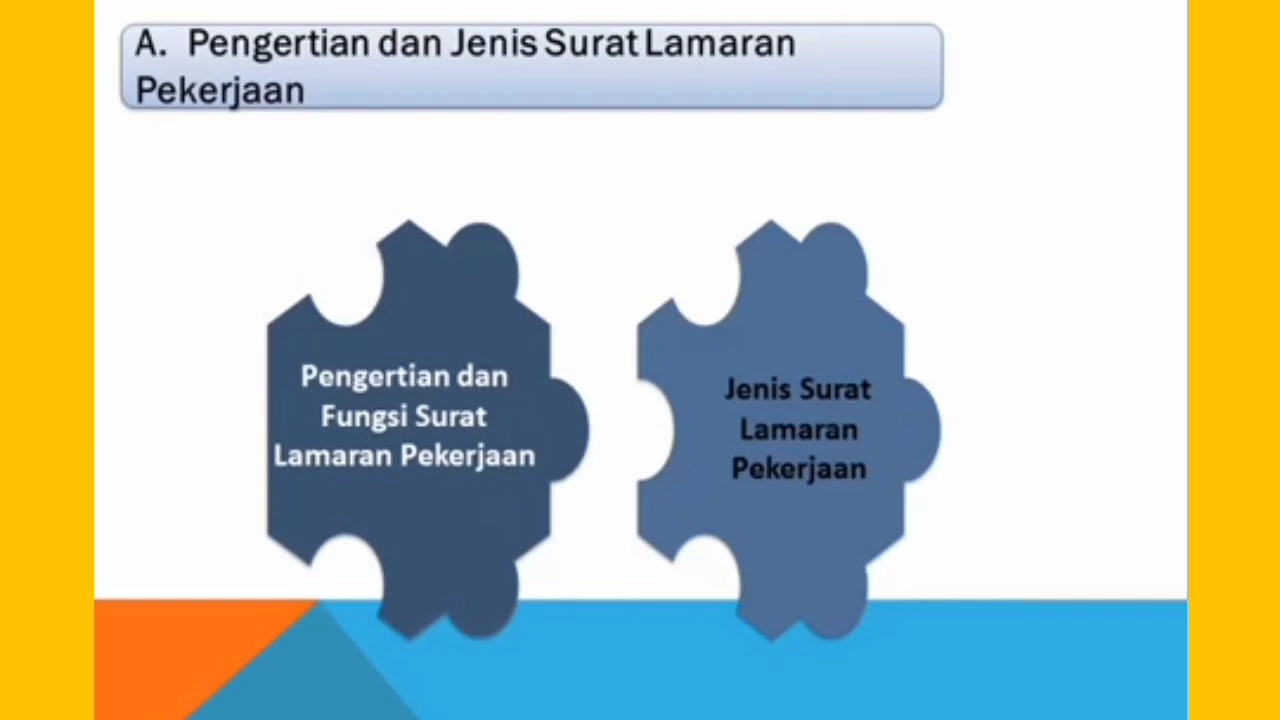 A. Pengertian dan Jenis Surat Lamaran
Pekerjaan
Pengertian dan
Fungsi Surat
Lamaran Pekerjaan
Jenis Surat
Lamaran
Pekerjaan